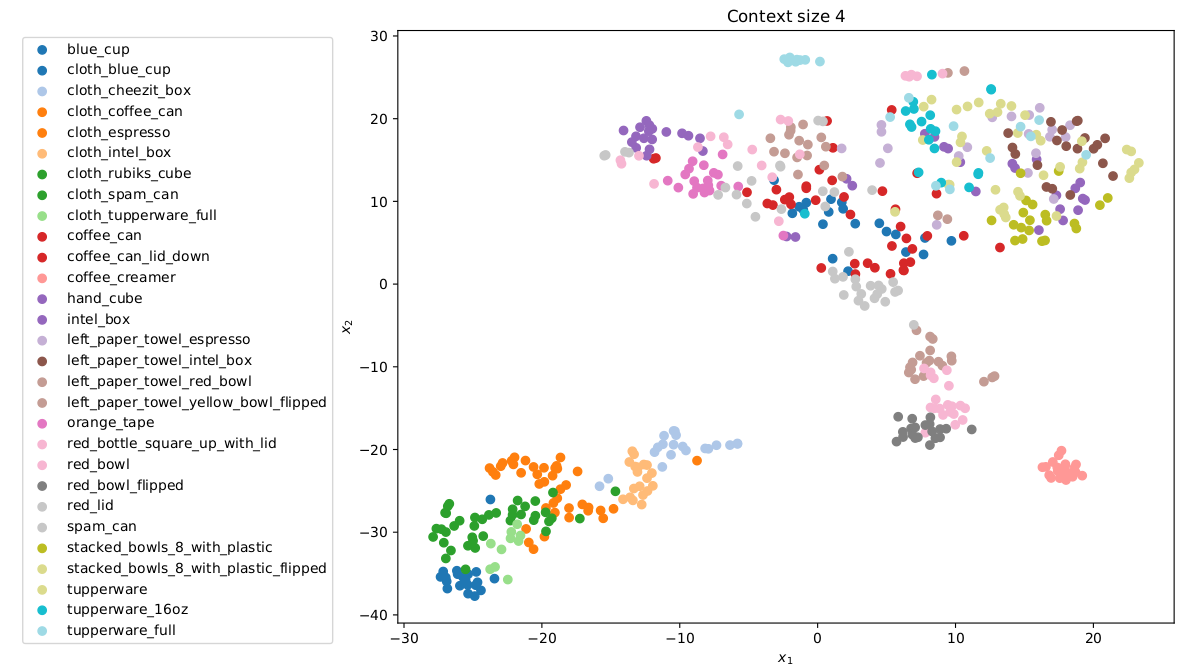 Context size 4
blue_cup
cloth_blue_cup
cloth_cheezit_box
cloth_coffee_can
cloth_espresso
cloth_intel_box
cloth_rubiks_cube
cloth_spam_can
cloth_tupperware_full
coffee_can
coffee_can_lid_down
coffee_creamer
hand_cube
intel_box
left_paper_towel_espresso
left_paper_towel_intel_box
left_paper_towel_red_bowl
left_paper_towel_yellow_bowl_flipped
orange_tape
red_bottle_square_up_with_lid
red_bowl
red_bowl_flipped
red_lid
spam_can
stacked_bowls_8_with_plastic
stacked_bowls_8_with_plastic_flipped
tupperware
tupperware_16oz
tupperware_full
x2
30
20
10
0
−10
−20
−30
−40
−30
−20
−10
0
10
20
x1